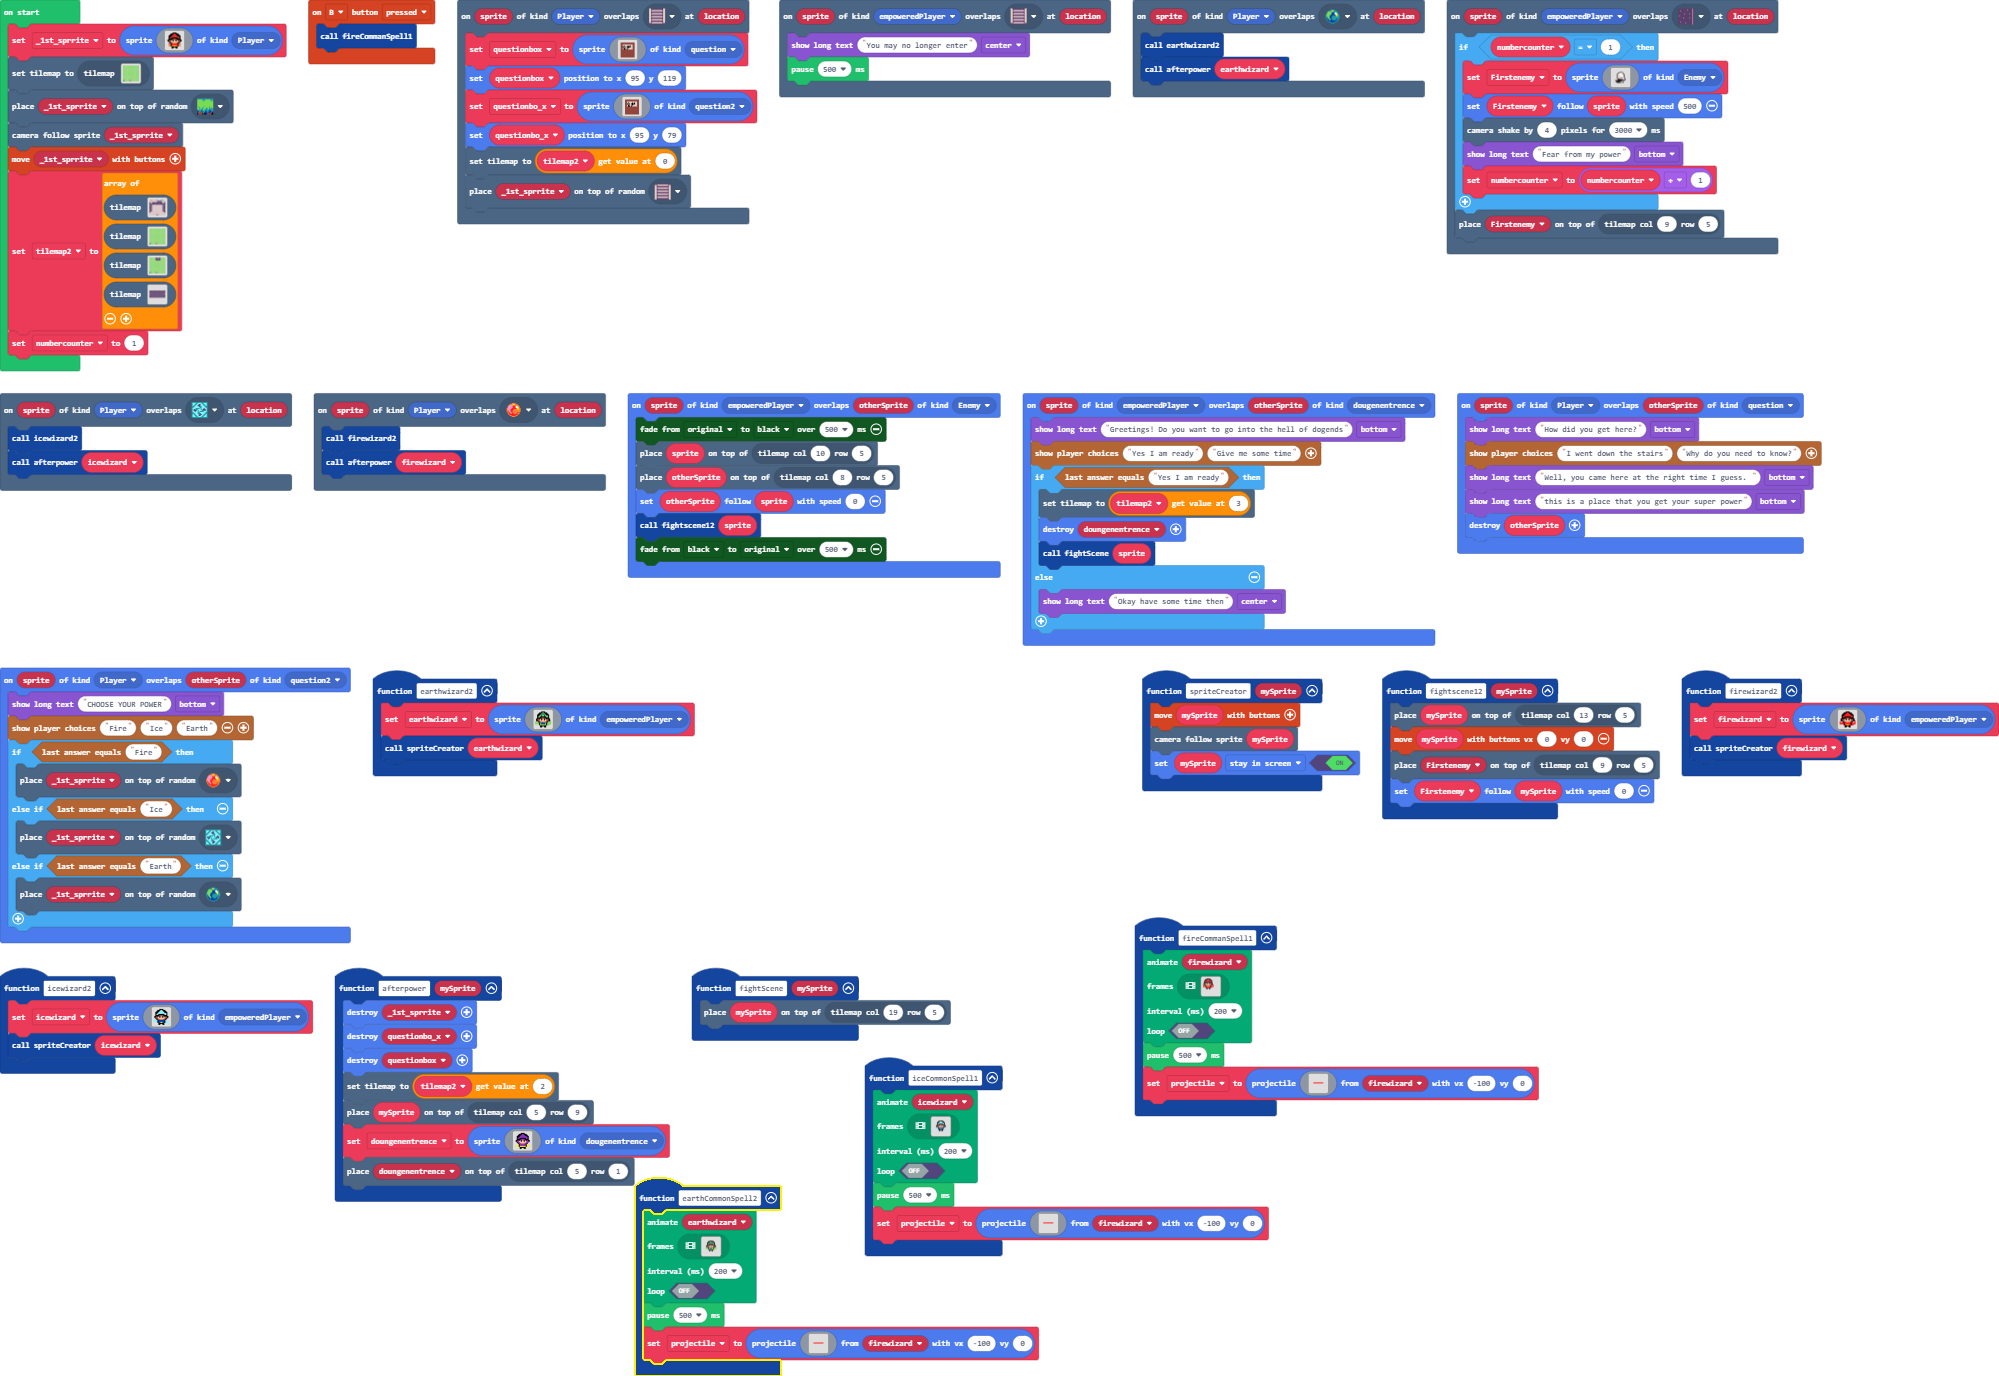 on start
set _1st_sprrite to sprite of kind Player
set tilemap to tilemap
place _1st_sprrite on top of random
camera follow sprite _1st_sprrite
move _1st_sprrite with buttons
set tilemap2 to array of
tilemap
tilemap
tilemap
tilemap
set numbercounter to 1
on B button pressed
call fireCommanSpell1
on sprite of kind Player overlaps at location
set questionbox to sprite of kind question
set questionbox position to x 95 y 119
set questionbo_x to sprite of kind question2
set questionbo_x position to x 95 y 79
set tilemap to tilemap2 get value at 0
place _1st_sprrite on top of random
on sprite of kind empoweredPlayer overlaps at location
show long text "You may no longer enter" center
pause 500 ms
on sprite of kind Player overlaps at location
call earthwizard2
call afterpower earthwizard
on sprite of kind empoweredPlayer overlaps at location
if numbercounter = 1 then
set Firstenemy to sprite of kind Enemy
set Firstenemy follow sprite with speed 500
camera shake by 4 pixels for 3000 ms
show long text "Fear from my power" bottom
set numbercounter to numbercounter + 1
place Firstenemy on top of tilemap col 9 row 5
on sprite of kind Player overlaps at location
call icewizard2
call afterpower icewizard
on sprite of kind Player overlaps at location
call firewizard2
call afterpower firewizard
on sprite of kind empoweredPlayer overlaps otherSprite of kind Enemy
fade from original to black over 500 ms
place sprite on top of tilemap col 10 row 5
place otherSprite on top of tilemap col 8 row 5
set otherSprite follow sprite with speed 0
call fightscene12 sprite
fade from black to original over 500 ms
on sprite of kind empoweredPlayer overlaps otherSprite of kind dougenentrence
show long text "Greetings! Do you want to go into the hell of dogends" bottom
show player choices "Yes I am ready" "Give me some time"
if last answer equals "Yes I am ready" then
set tilemap to tilemap2 get value at 3
destroy doungenentrence
call fightScene sprite
else
show long text "Okay have some time then" center
on sprite of kind Player overlaps otherSprite of kind question
show long text "How did you get here?" bottom
show player choices "I went down the stairs" "Why do you need to know?"
show long text "Well, you came here at the right time I guess. " bottom
show long text "this is a place that you get your super power" bottom
destroy otherSprite
on sprite of kind Player overlaps otherSprite of kind question2
show long text "CHOOSE YOUR POWER" bottom
show player choices "Fire" "Ice" "Earth"
if last answer equals "Fire" then
place _1st_sprrite on top of random
else if last answer equals "Ice" then
place _1st_sprrite on top of random
else if last answer equals "Earth" then
place _1st_sprrite on top of random
function earthwizard2
set earthwizard to sprite of kind empoweredPlayer
call spriteCreator earthwizard
function spriteCreator mySprite
move mySprite with buttons
camera follow sprite mySprite
set mySprite stay in screen ON
function fightscene12 mySprite
place mySprite on top of tilemap col 13 row 5
move mySprite with buttons vx 0 vy 0
place Firstenemy on top of tilemap col 9 row 5
set Firstenemy follow mySprite with speed 0
function firewizard2
set firewizard to sprite of kind empoweredPlayer
call spriteCreator firewizard
function icewizard2
set icewizard to sprite of kind empoweredPlayer
call spriteCreator icewizard
function afterpower mySprite
destroy _1st_sprrite
destroy questionbo_x
destroy questionbox
set tilemap to tilemap2 get value at 2
place mySprite on top of tilemap col 5 row 9
set doungenentrence to sprite of kind dougenentrence
place doungenentrence on top of tilemap col 5 row 1
function fightScene mySprite
place mySprite on top of tilemap col 19 row 5
function fireCommanSpell1
animate firewizard
frames
interval (ms) 200
loop OFF
pause 500 ms
set projectile to projectile from firewizard with vx -100 vy 0
function iceCommonSpell1
animate icewizard
frames
interval (ms) 200
loop OFF
pause 500 ms
set projectile to projectile from firewizard with vx -100 vy 0
function earthCommonSpell2
animate earthwizard
frames
interval (ms) 200
loop OFF
pause 500 ms
set projectile to projectile from firewizard with vx -100 vy 0